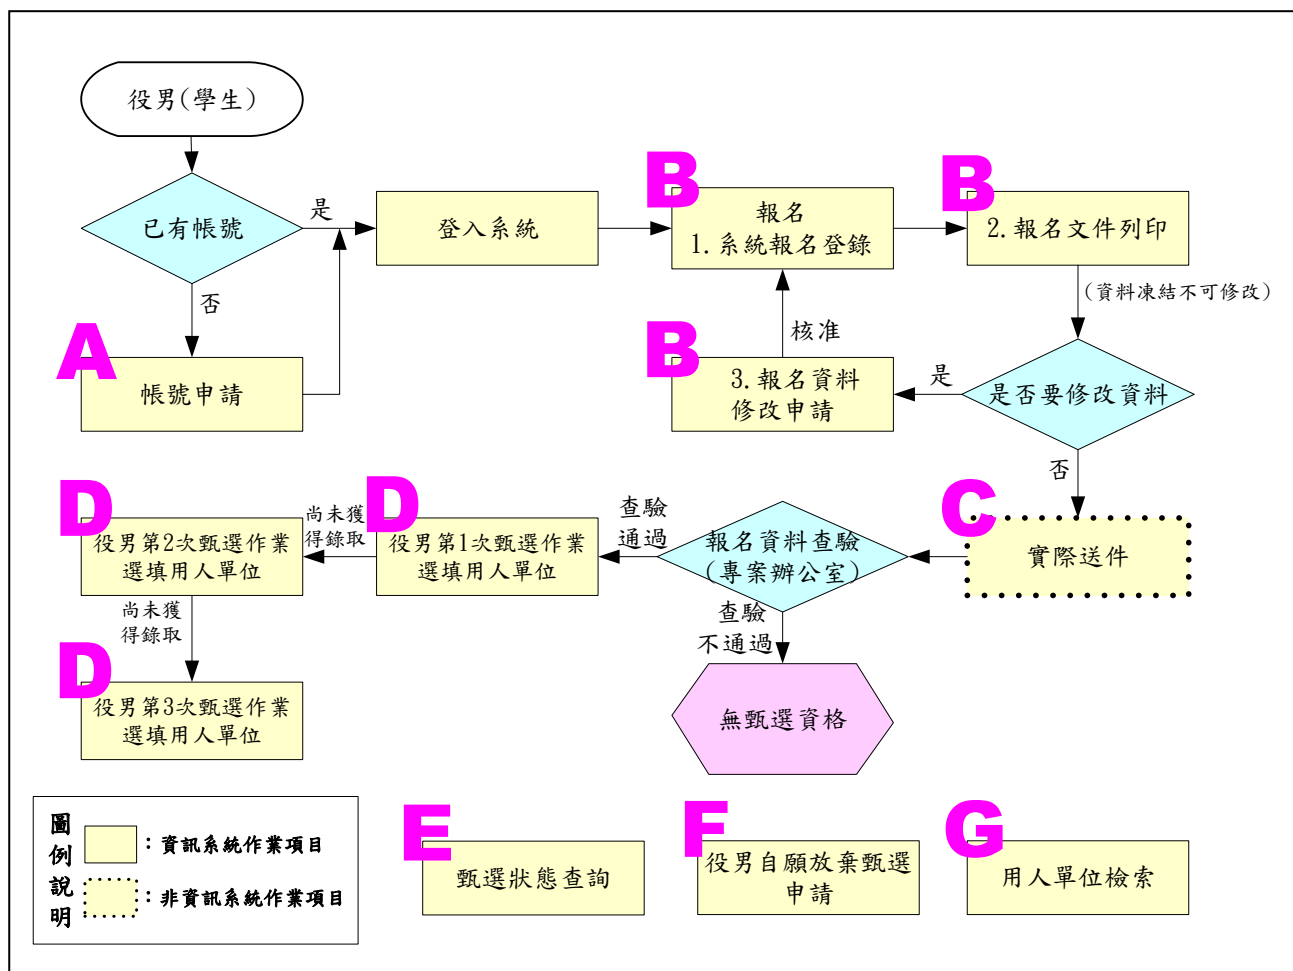 役男(學生)
已有帳號
是
否
A
帳號申請
登入系統
B
報名
1.系統報名登錄
B
2.報名文件列印
(資料凍結不可修改)
核准
B
3.報名資料
修改申請
是
是否要修改資料
否
C
實際送件
報名資料查驗
(專案辦公室)
查驗
通過
查驗
不通過
無甄選資格
D
役男第1次甄選作業
選填用人單位
尚未獲
得錄取
D
役男第2次甄選作業
選填用人單位
尚未獲
得錄取
D
役男第3次甄選作業
選填用人單位
圖例說明
：資訊系統作業項目
：非資訊系統作業項目
E
甄選狀態查詢
F
役男自願放棄甄選
申請
G
用人單位檢索